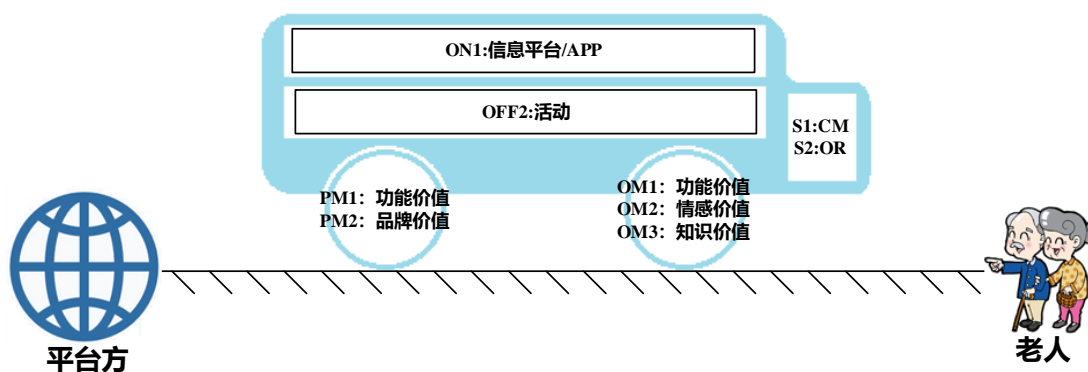 ON1:信息平台/APP
OFF2:活动
S1:CM
S2:OR
PM1：功能价值
PM2：品牌价值
OM1：功能价值
OM2：情感价值
OM3：知识价值
平台方
老人